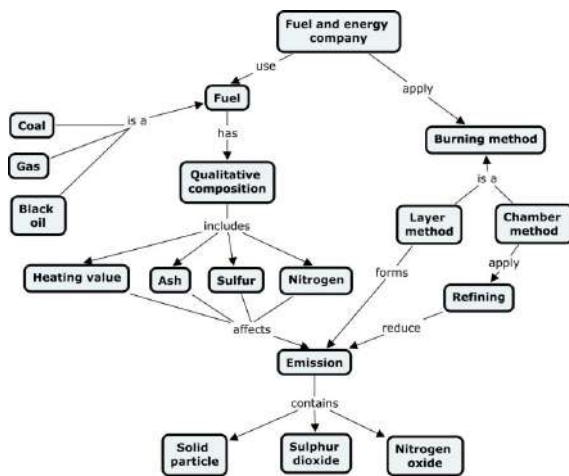 Fuel and energy
company
use
apply
Fuel
Coal
is a
has
Gas
Burning method
Qualitative
composition
is a
Black
oil
Layer
method
Chamber
method
includes
Heating value
Ash
Sulfur
Nitrogen
forms
apply
Refining
affects
reduce
Emission
contains
Solid
particle
Sulphur
dioxide
Nitrogen
oxide